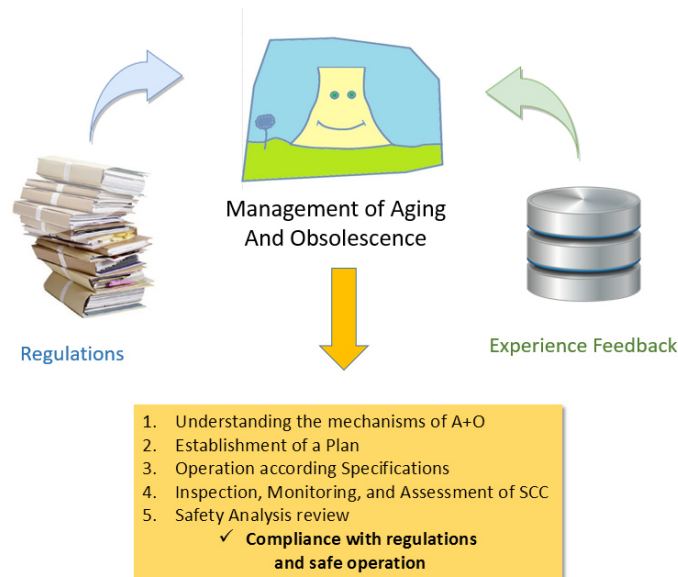 Management of Aging
And Obsolescence
Regulations
Experience Feedback
1. Understanding the mechanisms of A+O
2. Establishment of a Plan
3. Operation according Specifications
4. Inspection, Monitoring, and Assessment of SCC
5. Safety Analysis review
✓ Compliance with regulations
and safe operation